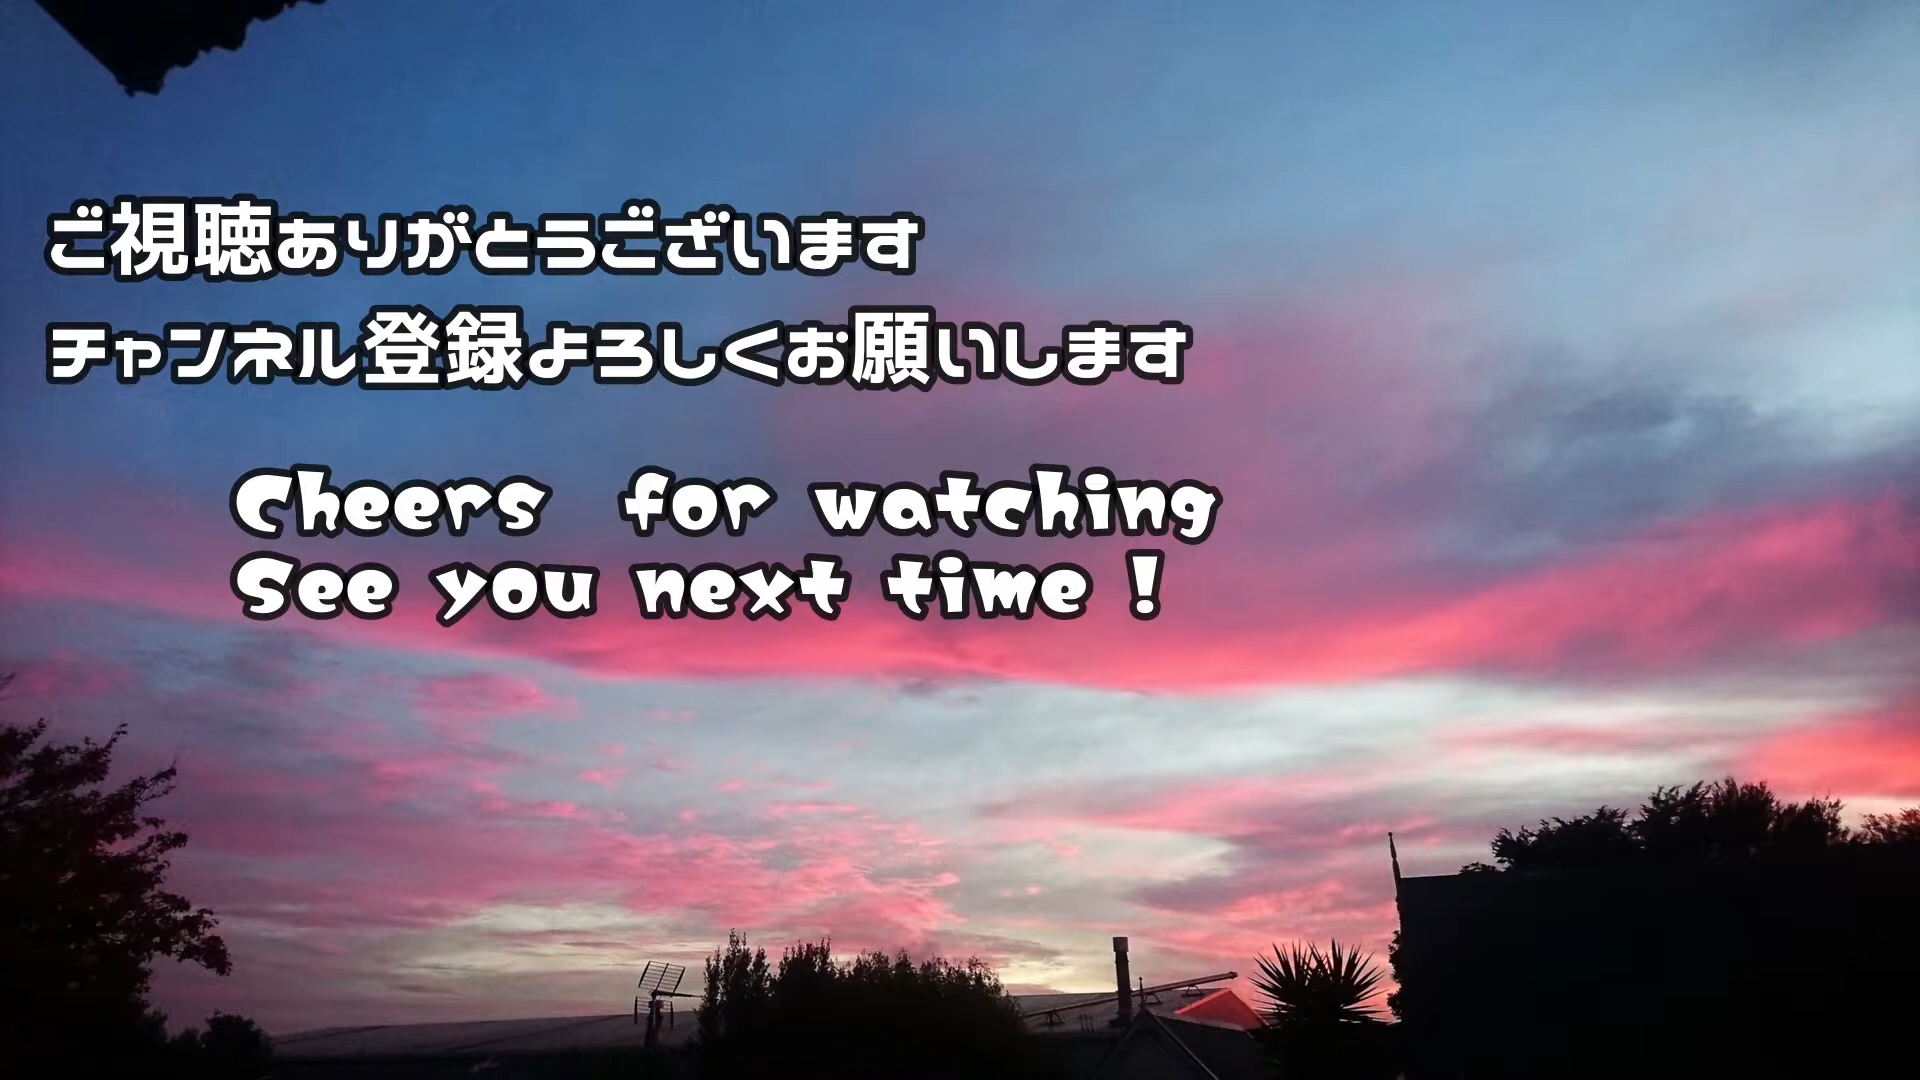 ご視聴ありがとうございます
チャンネル登録よろしくお願いします
Cheers for watching
See you next time !